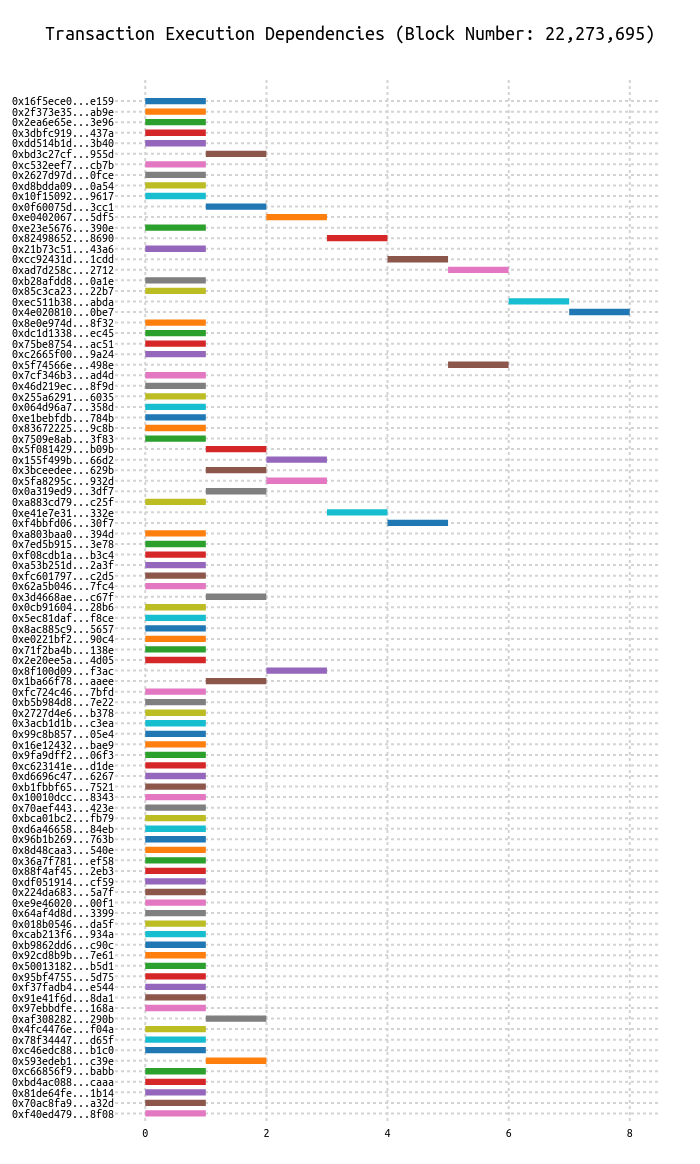 Transaction Execution Dependencies (Block Number: 22,273,695)
0x16f5ece0...e159
0x2f373e35...ab9e
0x2ea6e65e...3e96
0x3dbfc919...437a
0xdd514b1d...3b40
0xbd3c27cf...955d
0xc532eef7...cb7b
0x2627d97d...0fce
0xd8bdda09...0a54
0x10f15092...9617
0x0f60075d...3cc1
0xe0402067...5df5
0xe23e5676...390e
0x82498652...8690
0x21b73c51...43a6
0xcc92431d...1cdd
0xad7d258c...2712
0xb28afdd8...0a1e
0x85c3ca23...22b7
0xec511b38...abda
0x4e020810...0be7
0x8e0e974d...8f32
0xdc1d1338...ec45
0x75be8754...ac51
0xc2665f00...9a24
0x5f74566e...498e
0x7cf346b3...ad4d
0x46d219ec...8f9d
0x255a6291...6035
0x064d96a7...358d
0xe1bebfdb...784b
0x83672225...9c8b
0x7509e8ab...3f83
0x5f081429...b09b
0x155f499b...66d2
0x3bceedee...629b
0x5fa8295c...932d
0x0a319ed9...3df7
0xa883cd79...c25f
0xe41e7e31...332e
0xf4bbfd06...30f7
0xa803baa0...394d
0x7ed5b915...3e78
0xf08cdb1a...b3c4
0xa53b251d...2a3f
0xfc601797...c2d5
0x62a5b046...7fc4
0x3d4668ae...c67f
0x0cb91604...28b6
0x5ec81daf...f8ce
0x8ac885c9...5657
0xe0221bf2...90c4
0x71f2ba4b...138e
0x2e20ee5a...4d05
0x8f100d09...f3ac
0x1ba66f78...aaee
0xfc724c46...7bfd
0xb5b984d8...7e22
0x2727d4e6...b378
0x3acb1d1b...c3ea
0x99c8b857...05e4
0x16e12432...bae9
0x9fa9dff2...06f3
0xc623141e...d1de
0xd6696c47...6267
0xb1fbbf65...7521
0x10010dcc...8343
0x70aef443...423e
0xbca01bc2...fb79
0xd6a46658...84eb
0x96b1b269...763b
0x8d48caa3...540e
0x36a7f781...ef58
0x88f4af45...2eb3
0xdf051914...cf59
0x224da683...5a7f
0xe9e46020...00f1
0x64af4d8d...3399
0x018b0546...da5f
0xcab213f6...934a
0xb9862dd6...c90c
0x92cd8b9b...7e61
0x50013182...b5d1
0x95bf4755...5d75
0xf37fadb4...e544
0x91e41f6d...8da1
0x97ebbdfe...168a
0xaf308282...290b
0x4fc4476e...f04a
0x78f34447...d65f
0xc46edc88...b1c0
0x593edeb1...c39e
0xc66856f9...babb
0xbd4ac088...caaa
0x81de64fe...1b14
0x70ac8fa9...a32d
0xf40ed479...8f08
0 2 4 6 8